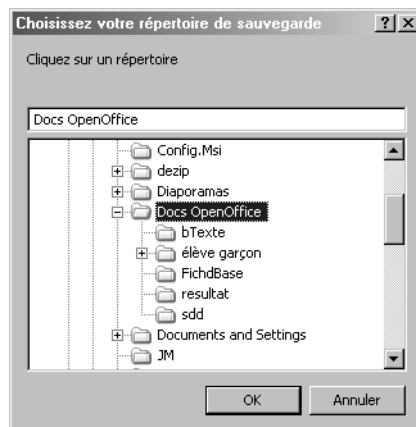 Choisissez votre répertoire de sauvegarde
Cliquez sur un répertoire
Docs OpenOffice
Config.Msi
dezip
Diaporamas
Docs OpenOffice
bTexte
élève garçon
FichdBase
resultat
sdd
Documents and Settings
JM
OK Annuler